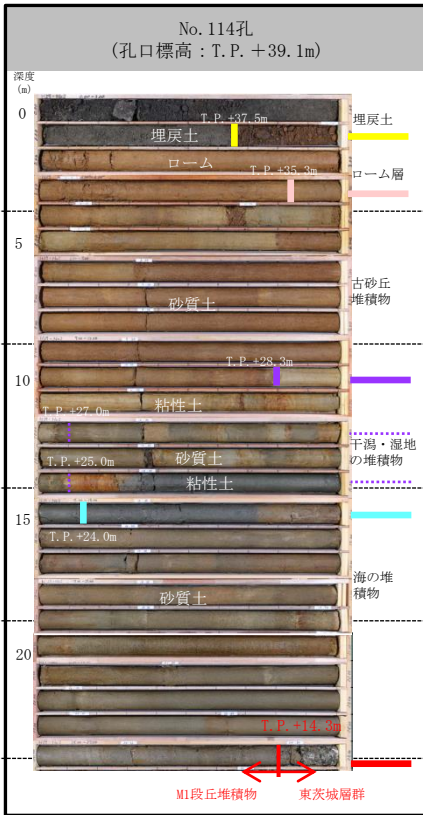 No.114孔
(孔口標高：T.P.+39.1m)
深度
(m)
0
T.P.+37.5m
埋戻土
埋戻土
ローム
T.P.+35.3m
ローム層
5
古砂丘
堆積物
砂質土
T.P.+28.3m
10
粘性土
T.P.+27.0m
干潟・湿地
の堆積物
砂質土
T.P.+25.0m
粘性土
15
T.P.+24.0m
海の堆
積物
砂質土
20
T.P.+14.3m
M1段丘堆積物
東茨城層群